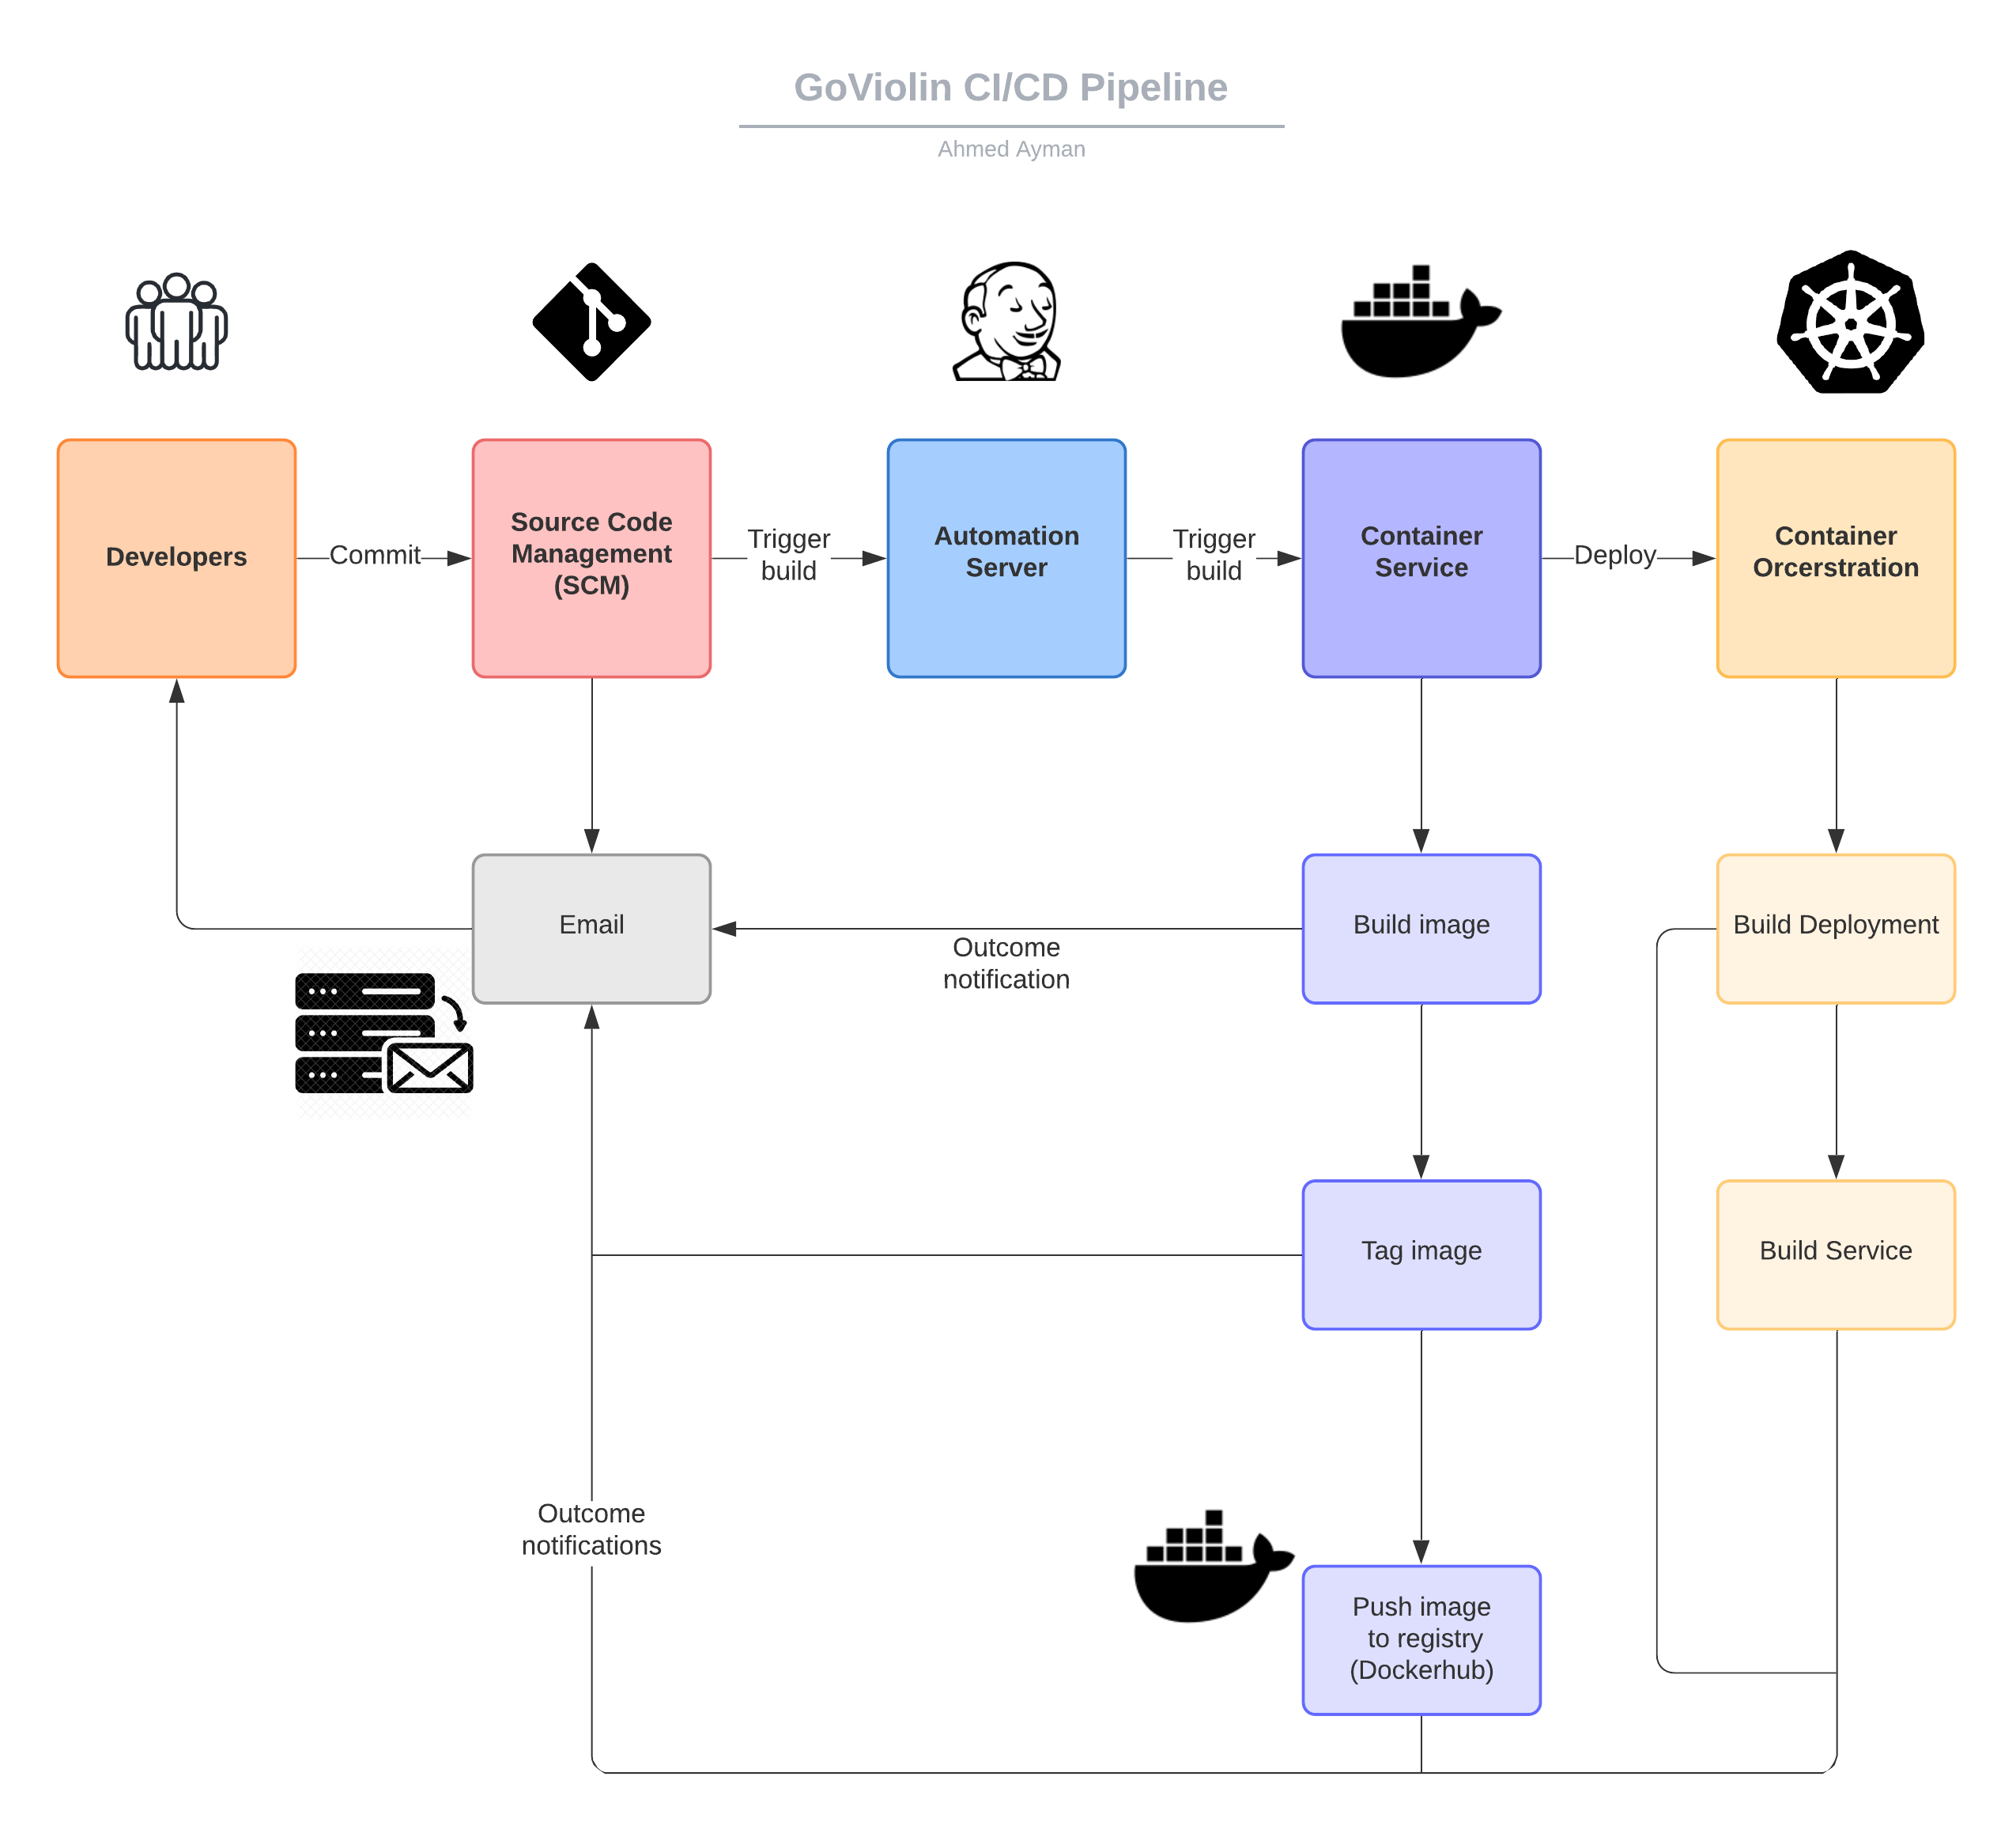 GoViolin CI/CD Pipeline
Ahmed Ayman
Developers
Commit
Source Code
Management
(SCM)
Trigger
build
Automation
Server
Trigger
build
Container
Service
Deploy
Container
Orcerstration
Email
Outcome
notification
Build image
Build Deployment
Tag image
Build Service
Outcome
notifications
Push image
to registry
(Dockerhub)